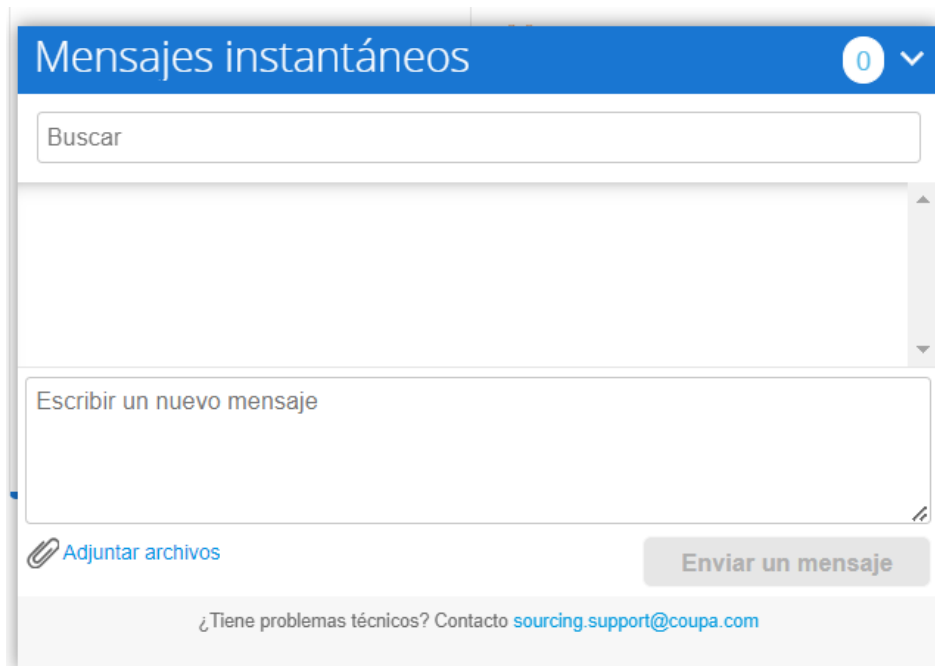 Mensajes instantáneos 0
Buscar
Escribir un nuevo mensaje
Adjuntar archivos
Enviar un mensaje
¿Tiene problemas técnicos? Contacto sourcing.support@coupa.com